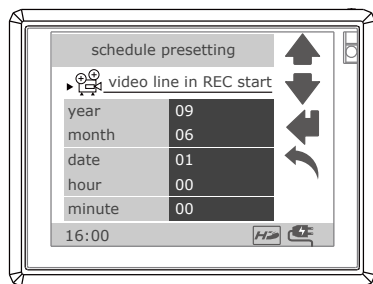 schedule presetting
video line in REC start
year 09
month 06
date 01
hour 00
minute 00
16:00